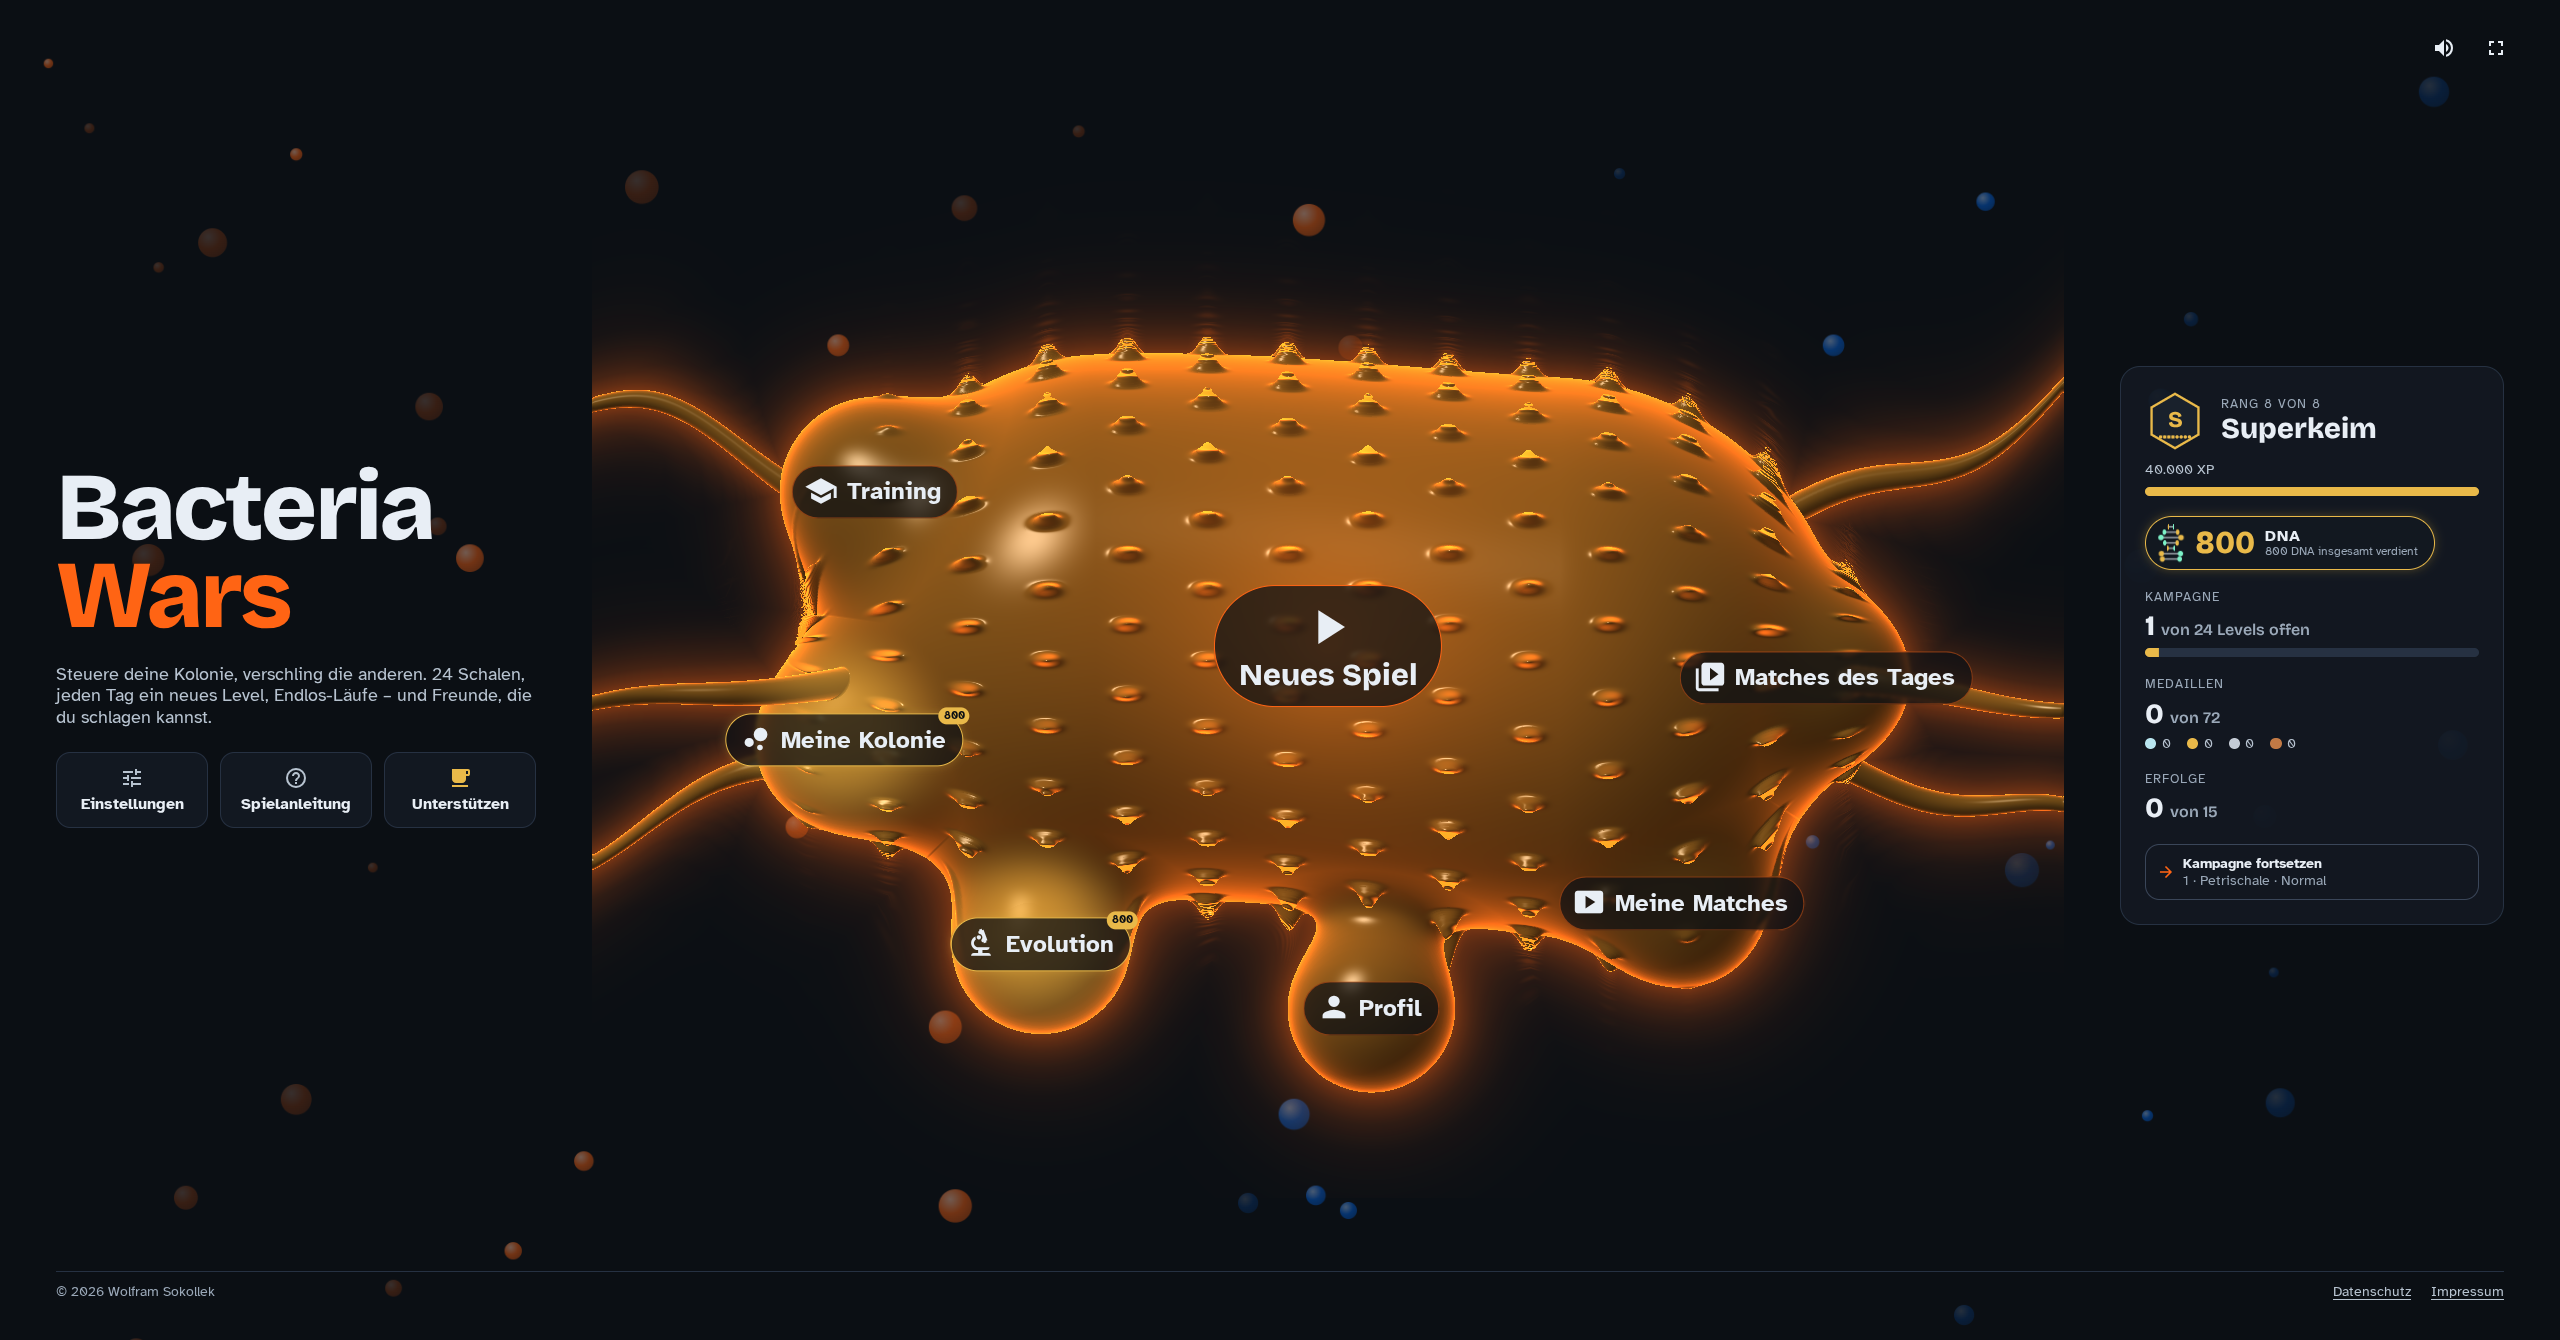 Bacteria
Wars
Steuere deine Kolonie, verschling die anderen. 24 Schalen,
jeden Tag ein neues Level, Endlos-Läufe – und Freunde, die
du schlagen kannst.
Einstellungen
Spielanleitung
Unterstützen
Training
Neues Spiel
Matches des Tages
800
Meine Kolonie
Meine Matches
800
Evolution
Profil
S
RANG 8 VON 8
Superkeim
40.000 XP
800
DNA
800 DNA insgesamt verdient
KAMPAGNE
1 von 24 Levels offen
MEDAILLEN
0 von 72
0 0 0 0
ERFOLGE
0 von 15
Kampagne fortsetzen
1 · Petrischale · Normal
© 2026 Wolfram Sokollek
Datenschutz
Impressum